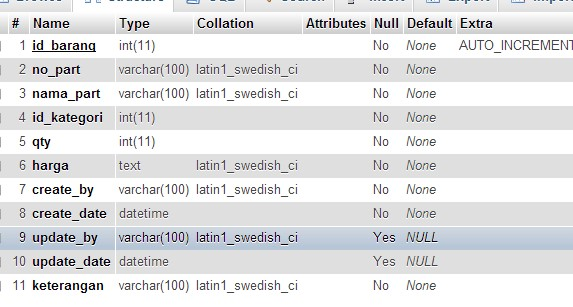 Structure
# Name Type Collation Attributes Null Default Extra
1 id_barang int(11) No None AUTO_INCREMENT
2 no_part varchar(100) latin1_swedish_ci No None
3 nama_part varchar(100) latin1_swedish_ci No None
4 id_kategori int(11) No None
5 qty int(11) No None
6 harga text latin1_swedish_ci No None
7 create_by varchar(100) latin1_swedish_ci No None
8 create_date datetime No None
9 update_by varchar(100) latin1_swedish_ci Yes NULL
10 update_date datetime Yes NULL
11 keterangan varchar(100) latin1_swedish_ci No None